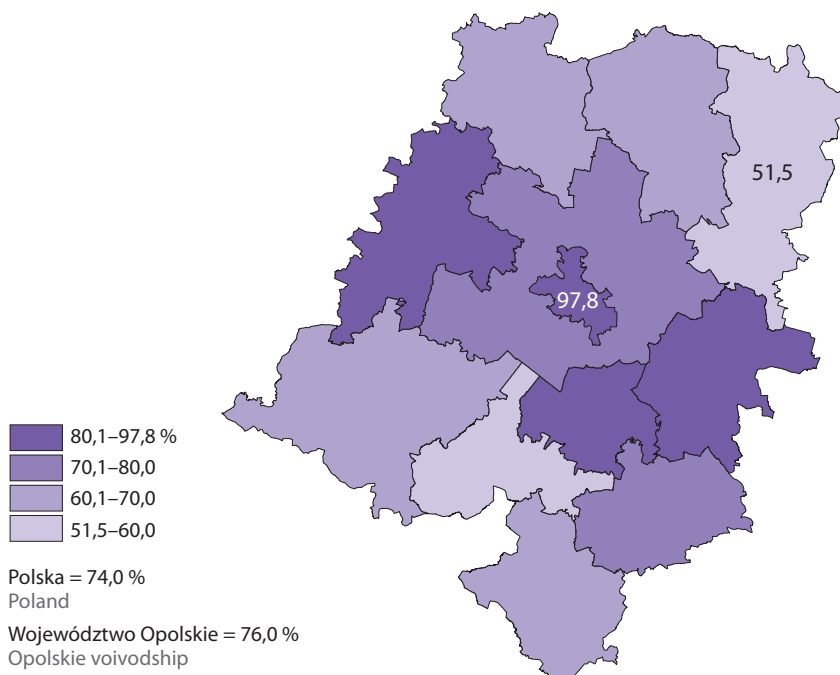 51,5
97,8
80,1–97,8 %
70,1–80,0
60,1–70,0
51,5–60,0
Polska = 74,0 %
Poland
Województwo Opolskie = 76,0 %
Opolskie voivodship